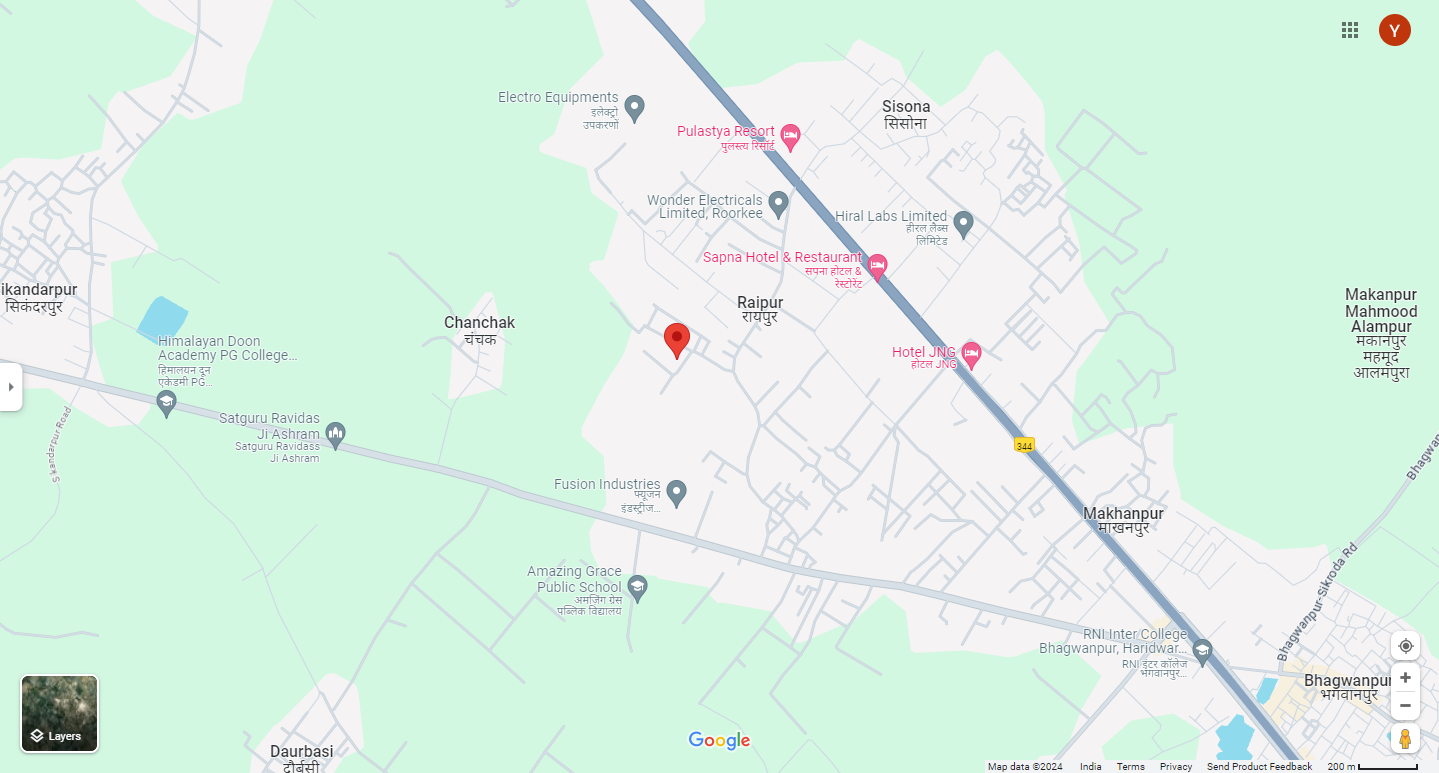 Y
Electro Equipments
इलेक्ट्रो
उपकरणों
Sisona
सिसोना
Pulastya Resort
पुलस्त्य रिसॉर्ट
Wonder Electricals
Limited, Roorkee
Hiral Labs Limited
हीरल लैब्स
लिमिटेड
Sapna Hotel & Restaurant
सपना होटल &
रेस्टोरेंट
ikandarpur
सिकंदरपुर
Raipur
रायपुर
Makanpur
Mahmood
Alampur
मकानपुर
महमूद
आलमपुरा
Chanchak
चंचक
Himalayan Doon
Academy PG College...
हिमालयन दून
एकेडमी PG...
Hotel JNG
होटल JNG
Satguru Ravidas
Ji Ashram
Satguru Ravidass
Ji Ashram
Sikandarpur Road
344
Bhagwan
Fusion Industries
फ्यूजन
इंडस्ट्रीज...
Makhanpur
माखनपुर
Bhagwanpur-Sikroda Rd
Amazing Grace
Public School
अमेज़िंग ग्रेस
पब्लिक विद्यालय
RNI Inter College
Bhagwanpur, Haridwar...
RNI इंटर कॉलेज
भगवानपुर...
Bhagwanpur
भगवानपुर
Layers
Google
Daurbasi
दौर्बसी
Map data ©2024 India Terms Privacy Send Product Feedback 200 m